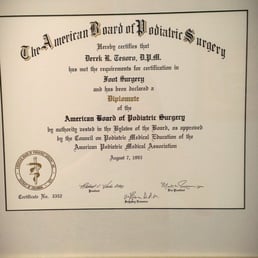 The American Board of Podiatric Surgery
Hereby certifies that
Derek R. Tesoro, D.P.M.
has met the requirements for certification in
Foot Surgery
and has been declared a
Diplomate
of the
American Board of Podiatric Surgery
by authority vested in the Bylaws of the Board, as approved
by the Council on Podiatric Medical Education of the
American Podiatric Medical Association
August 7, 1993
President
Vice President
Secretary Treasurer
Certificate No. 3352